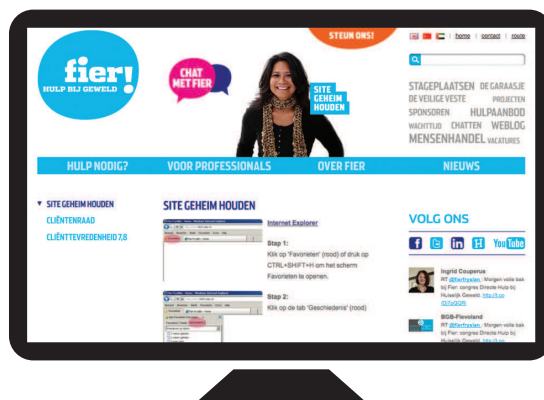 STEUN ONS!
home | contact | route
fier!
HULP BIJ GEWELD
CHAT
MET FIER
SITE
GEHEIM
HOUDEN
STAGEPLAATSEN DE GARAASJE
DE VEILIGE VESTE PROJECTEN
SPONSOREN HULPAANBOD
WACHTTIJD CHATTEN WEBLOG
MENSENHANDEL VACATURES
HULP NODIG? VOOR PROFESSIONALS OVER FIER NIEUWS
SITE GEHEIM HOUDEN
CLIËNTENRAAD
CLIËNTTEVREDENHEID 7,8
SITE GEHEIM HOUDEN
Internet Explorer
Stap 1:
Klik op 'Favorieten' (rood) of druk op
CTRL+SHIFT+H om het scherm
Favorieten te openen.
Stap 2:
Klik op de tab 'Geschiedenis' (rood)
VOLG ONS
You Tube
Ingrid Couperus
RT @fierfryslan: Morgen volle bak
bij Fier: congres Directe Hulp bij
Huiselijk Geweld.
BGB-Flevoland
RT @fierfryslan: Morgen volle bak
bij Fier: congres Directe Hulp bij
Huiselijk Geweld.